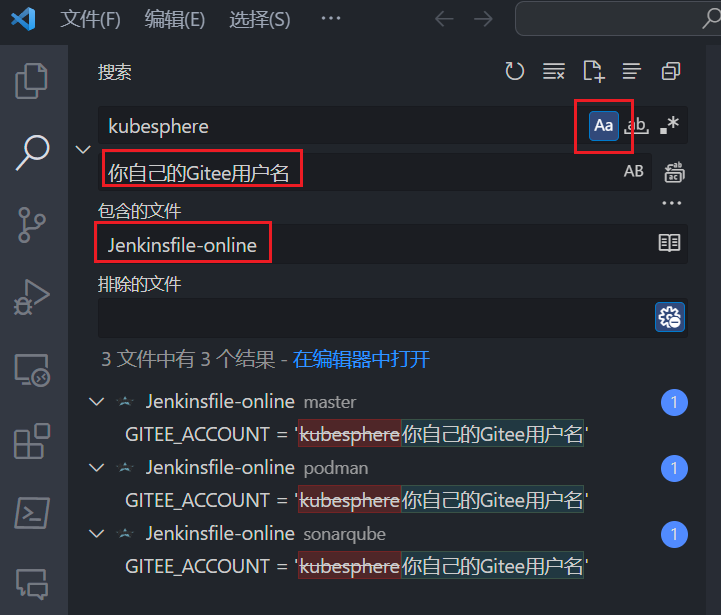 文件(F) 编辑(E) 选择(S) ...
搜索
kubesphere Aa ab .*
你自己的Gitee用户名 AB
包含的文件
Jenkinsfile-online
排除的文件
3 文件中有 3 个结果 - 在编辑器中打开
Jenkinsfile-online master 1
GITEE_ACCOUNT = 'kubesphere你自己的Gitee用户名'
Jenkinsfile-online podman 1
GITEE_ACCOUNT = 'kubesphere你自己的Gitee用户名'
Jenkinsfile-online sonarqube 1
GITEE_ACCOUNT = 'kubesphere你自己的Gitee用户名'